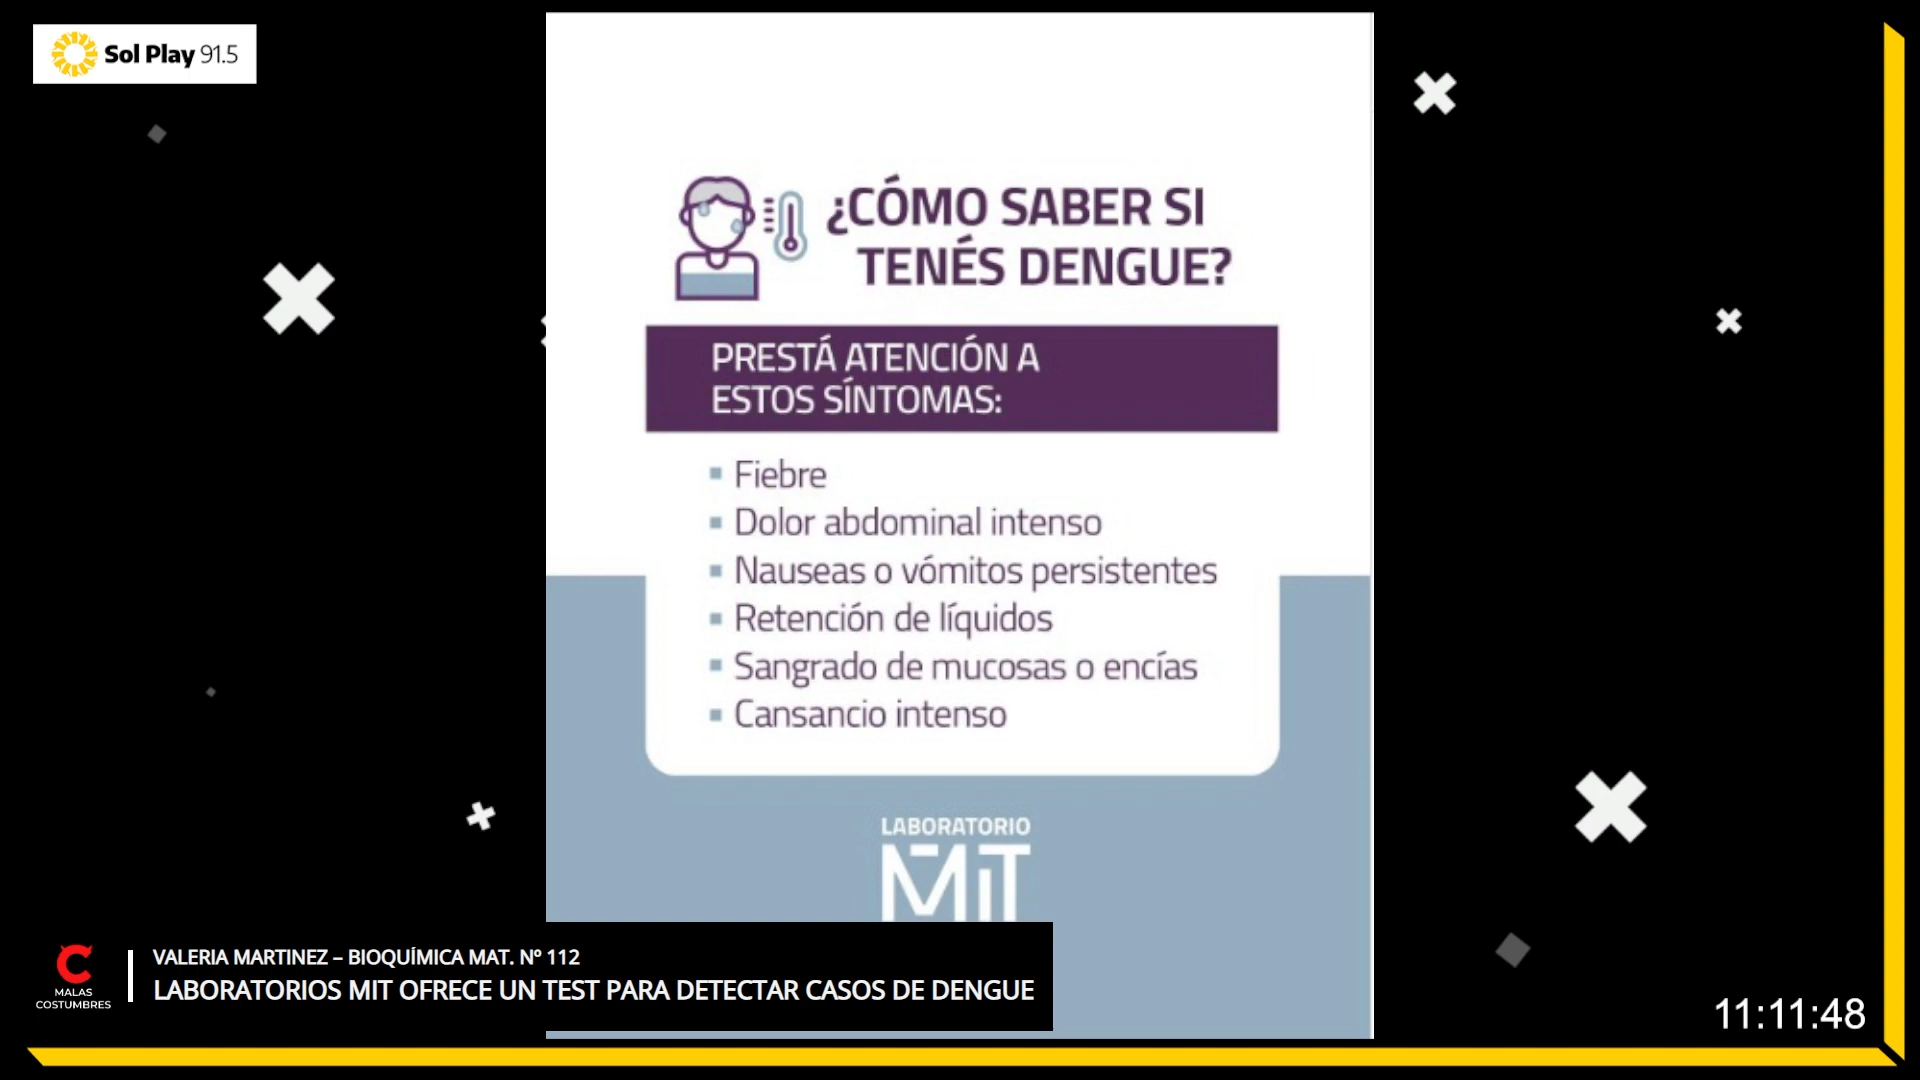 Sol Play 91.5
¿CÓMO SABER SI
TENÉS DENGUE?
PRESTÁ ATENCIÓN A
ESTOS SÍNTOMAS:
Fiebre
Dolor abdominal intenso
Nauseas o vómitos persistentes
Retención de líquidos
Sangrado de mucosas o encías
Cansancio intenso
LABORATORIO
MiT
VALERIA MARTINEZ – BIOQUÍMICA MAT. Nº 112
LABORATORIOS MIT OFRECE UN TEST PARA DETECTAR CASOS DE DENGUE
C
MALAS
COSTUMBRES
11:11:48